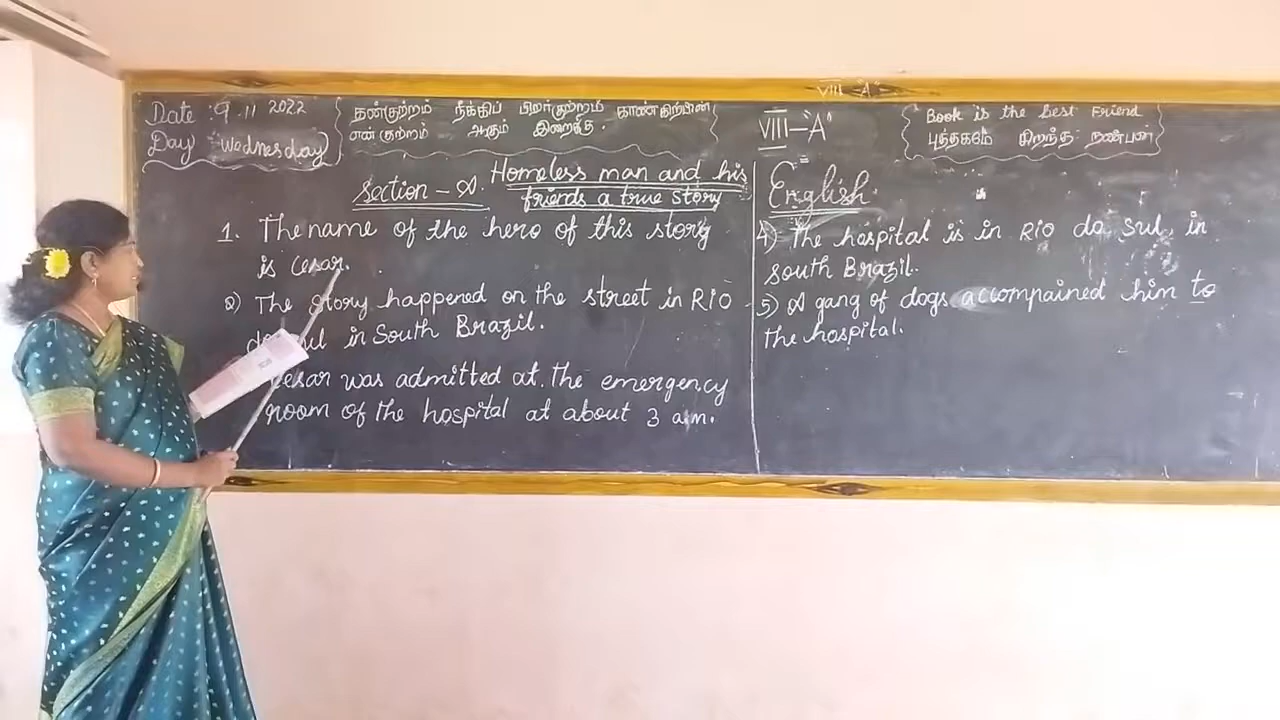 VIII "A"
Date : 9.11.2022
Day : Wednesday
தன்குற்றம் நீக்கிப் பிறர்குற்றம் காண்கிற்பின்
என் குற்றம் ஆகும் இறைக்கு.
VIII-"A"
Book is the best Friend
புத்தகமே சிறந்த நண்பன்
Section - A. Homeless man and his
friends a true story
1. The name of the hero of this story
is Cesar.
2) The story happened on the street in RIO
do sul in South Brazil.
Cesar was admitted at the emergency
room of the hospital at about 3 a.m.
English
4) The hospital is in RIO do sul, in
south Brazil.
5) A gang of dogs accompained him to
the hospital.